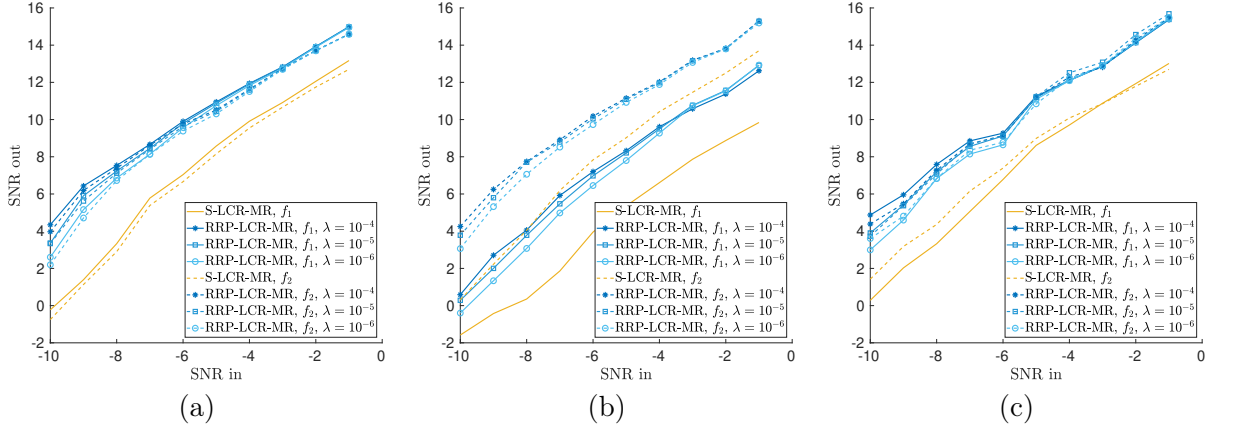 16
14
12
10
8
6
4
2
0
-2
SNR out
-10 -8 -6 -4 -2 0
SNR in
S-LCR-MR, f₁
RRP-LCR-MR, f₁, λ = 10⁻⁴
RRP-LCR-MR, f₁, λ = 10⁻⁵
RRP-LCR-MR, f₁, λ = 10⁻⁶
S-LCR-MR, f₂
RRP-LCR-MR, f₂, λ = 10⁻⁴
RRP-LCR-MR, f₂, λ = 10⁻⁵
RRP-LCR-MR, f₂, λ = 10⁻⁶
(a)
16
14
12
10
8
6
4
2
0
-2
SNR out
-10 -8 -6 -4 -2 0
SNR in
S-LCR-MR, f₁
RRP-LCR-MR, f₁, λ = 10⁻⁴
RRP-LCR-MR, f₁, λ = 10⁻⁵
RRP-LCR-MR, f₁, λ = 10⁻⁶
S-LCR-MR, f₂
RRP-LCR-MR, f₂, λ = 10⁻⁴
RRP-LCR-MR, f₂, λ = 10⁻⁵
RRP-LCR-MR, f₂, λ = 10⁻⁶
(b)
16
14
12
10
8
6
4
2
0
-2
SNR out
-10 -8 -6 -4 -2 0
SNR in
S-LCR-MR, f₁
RRP-LCR-MR, f₁, λ = 10⁻⁴
RRP-LCR-MR, f₁, λ = 10⁻⁵
RRP-LCR-MR, f₁, λ = 10⁻⁶
S-LCR-MR, f₂
RRP-LCR-MR, f₂, λ = 10⁻⁴
RRP-LCR-MR, f₂, λ = 10⁻⁵
RRP-LCR-MR, f₂, λ = 10⁻⁶
(c)